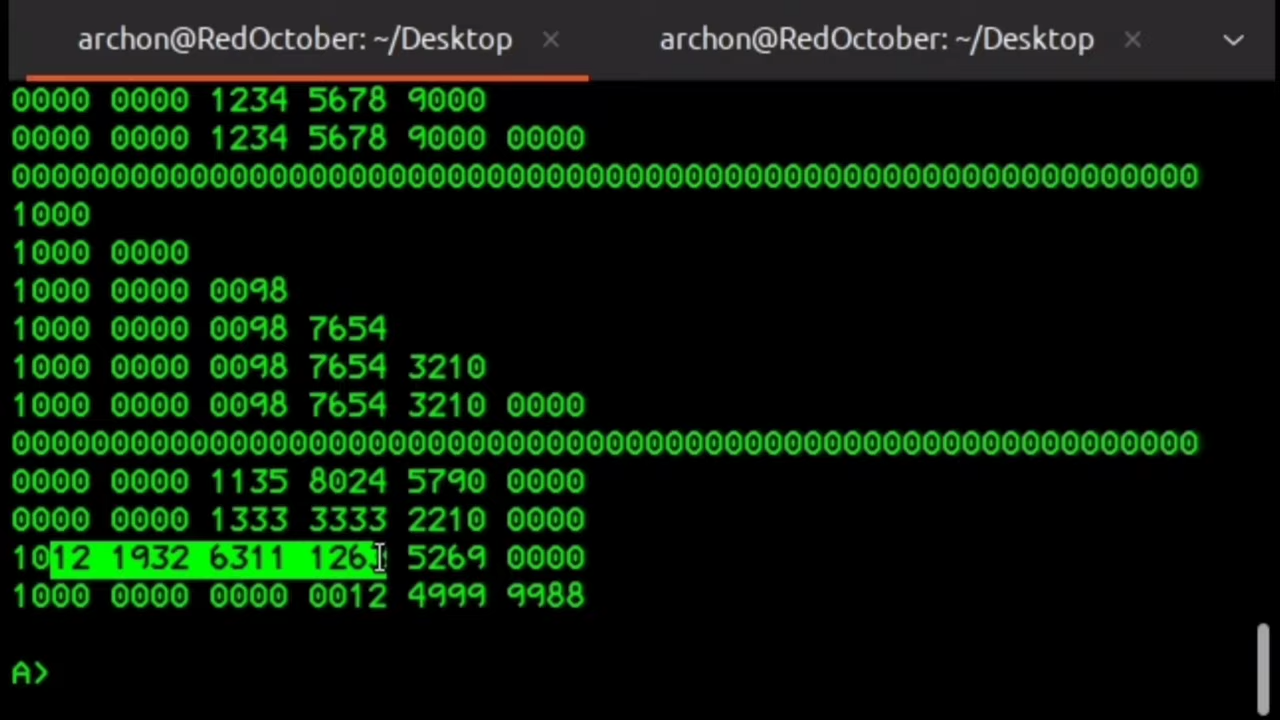 archon@RedOctober: ~/Desktop × archon@RedOctober: ~/Desktop ×
0000 0000 1234 5678 9000
0000 0000 1234 5678 9000 0000
000000000000000000000000000000000000000000000000000000000000
1000
1000 0000
1000 0000 0098
1000 0000 0098 7654
1000 0000 0098 7654 3210
1000 0000 0098 7654 3210 0000
000000000000000000000000000000000000000000000000000000000000
0000 0000 1135 8024 5790 0000
0000 0000 1333 3333 2210 0000
1012 1932 6311 1263 5269 0000
1000 0000 0000 0012 4999 9988
A>